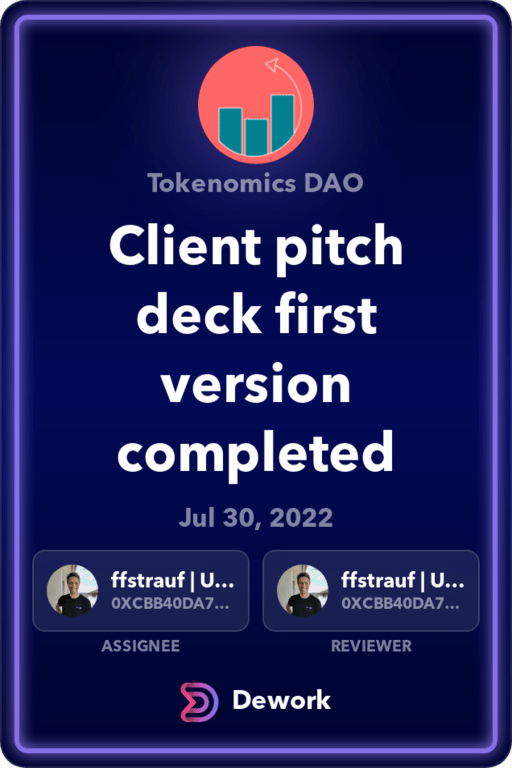 Tokenomics DAO
Client pitch
deck first
version
completed
Jul 30, 2022
ffstrauf | U...
0XCBB40DA7...
ASSIGNEE
ffstrauf | U...
0XCBB40DA7...
REVIEWER
Dework